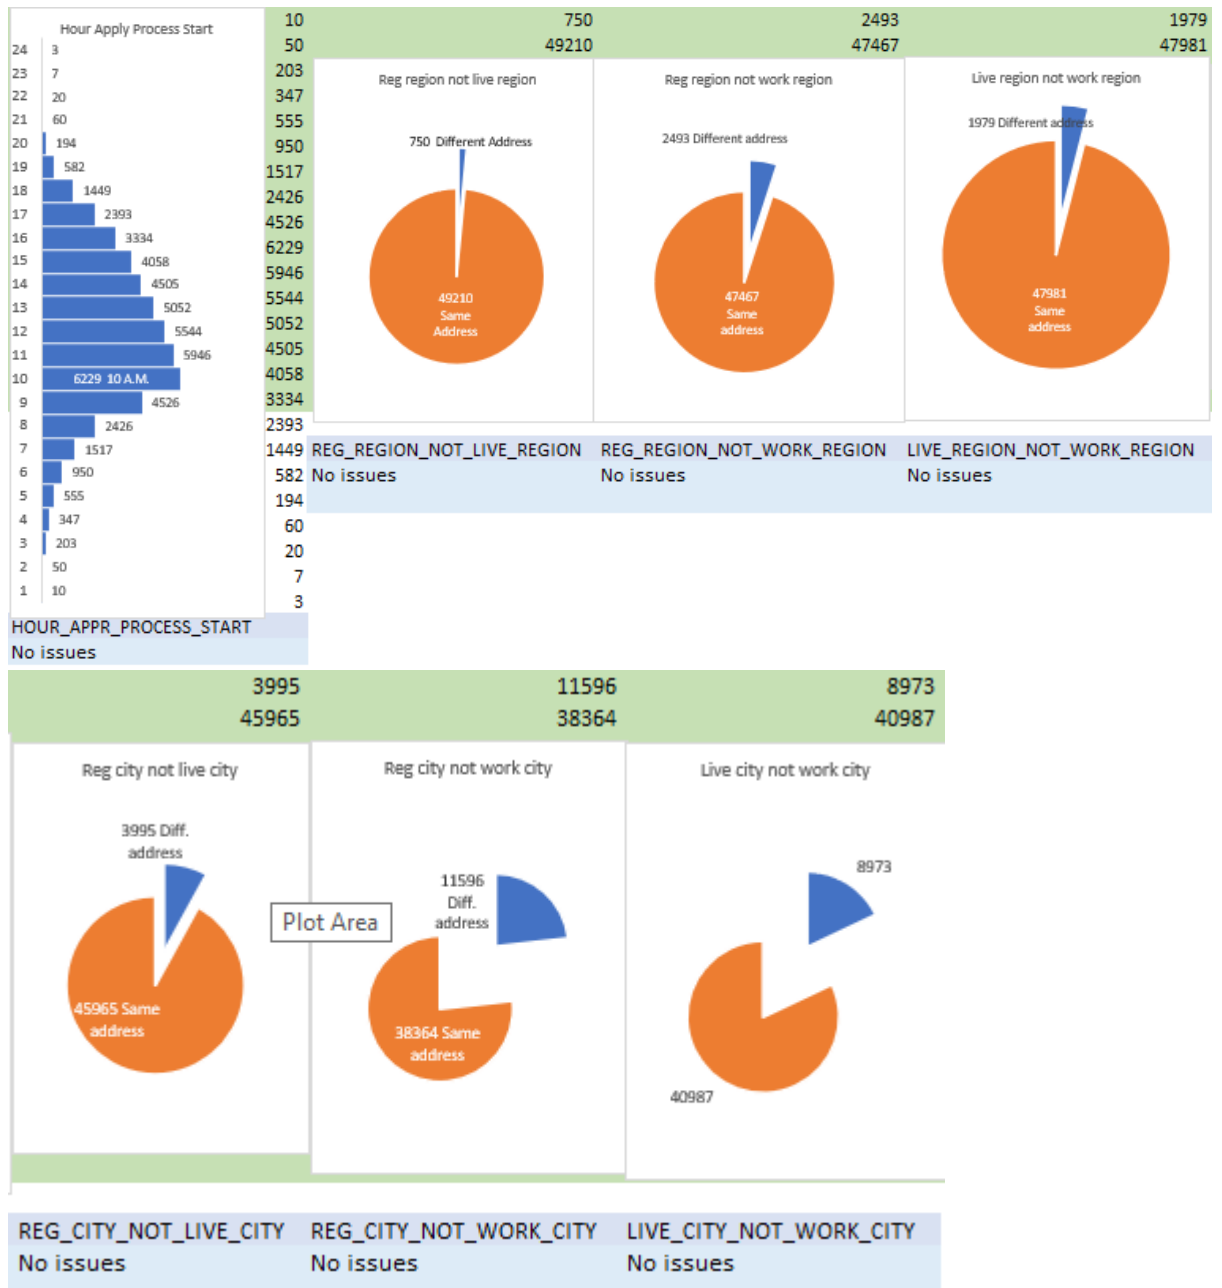 Hour Apply Process Start
24 3
23 7
22 20
21 60
20 194
19 582
18 1449
17 2393
16 3334
15 4058
14 4505
13 5052
12 5544
11 5946
10 6229 10 A.M.
9 4526
8 2426
7 1517
6 950
5 555
4 347
3 203
2 50
1 10
10
50
203
347
555
950
1517
2426
4526
6229
5946
5544
5052
4505
4058
3334
2393
1449
582
194
60
20
7
3
HOUR_APPR_PROCESS_START
No issues
750 2493 1979
49210 47467 47981
Reg region not live region
750 Different Address
49210
Same
Address
Reg region not work region
2493 Different address
47467
Same
address
Live region not work region
1979 Different address
47981
Same
address
REG_REGION_NOT_LIVE_REGION REG_REGION_NOT_WORK_REGION LIVE_REGION_NOT_WORK_REGION
No issues No issues No issues
3995 11596 8973
45965 38364 40987
Reg city not live city
3995 Diff.
address
45965 Same
address
Plot Area
Reg city not work city
11596
Diff.
address
38364 Same
address
Live city not work city
8973
40987
REG_CITY_NOT_LIVE_CITY REG_CITY_NOT_WORK_CITY LIVE_CITY_NOT_WORK_CITY
No issues No issues No issues